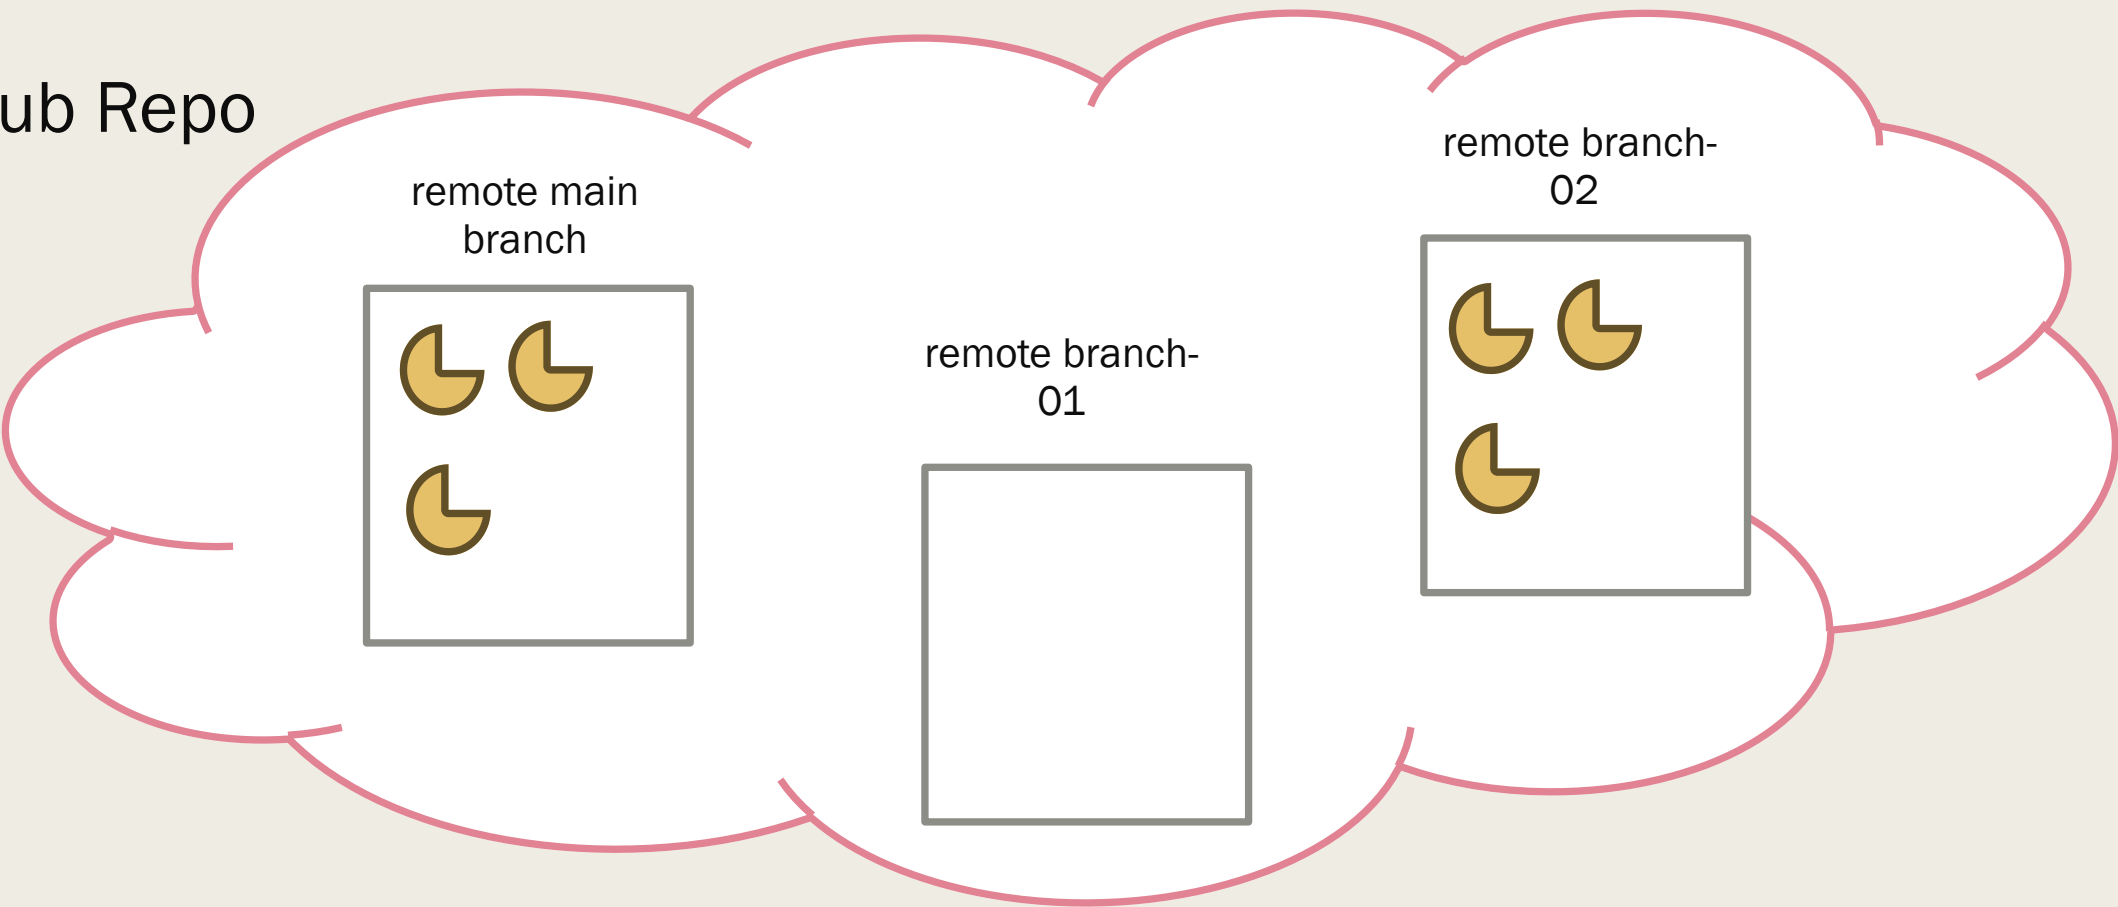 ub Repo
remote main
branch
remote branch-
01
remote branch-
02